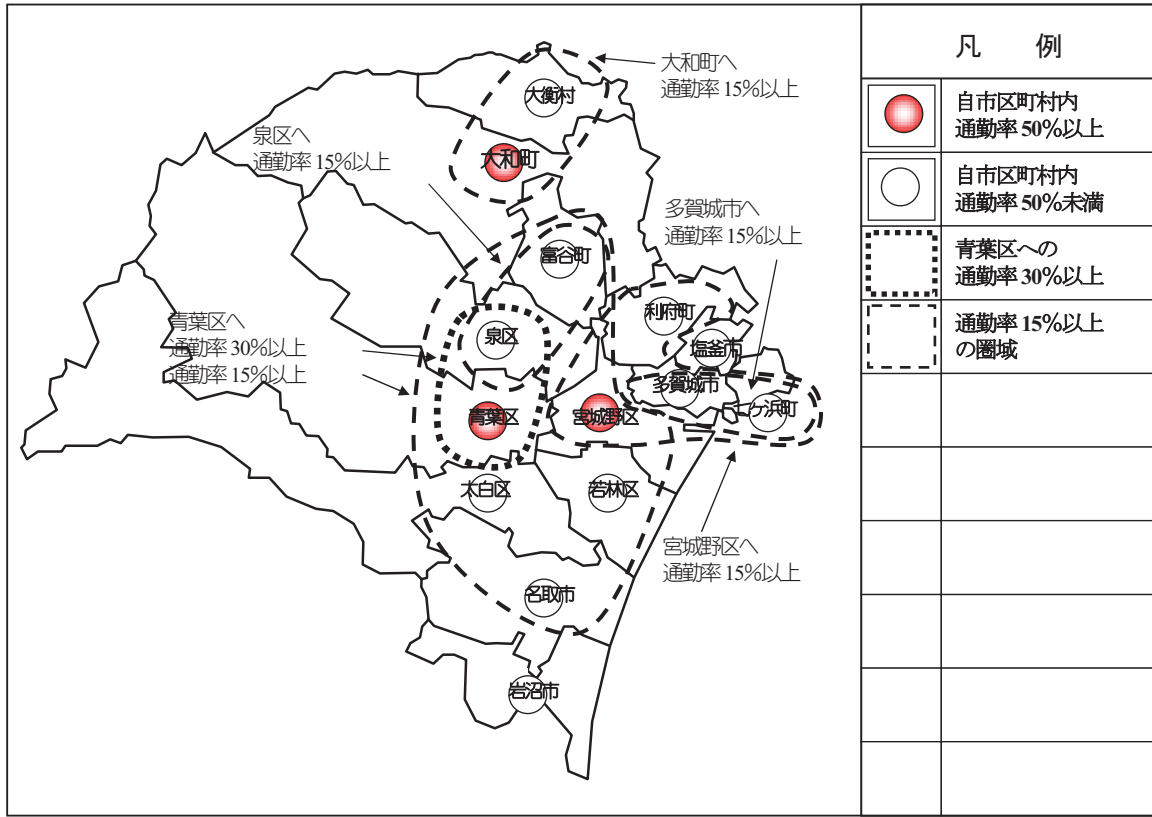 大和町へ
通勤率 15%以上
大衡村
泉区へ
通勤率 15%以上
大和町
多賀城市へ
通勤率 15%以上
富谷町
利府町
青葉区へ
通勤率 30%以上
通勤率 15%以上
泉区
塩釜市
多賀城市
七ケ浜町
青葉区
宮城野区
太白区
若林区
宮城野区へ
通勤率 15%以上
名取市
岩沼市
凡 例
自市区町村内
通勤率 50%以上
自市区町村内
通勤率 50%未満
青葉区への
通勤率 30%以上
通勤率 15%以上
の圏域